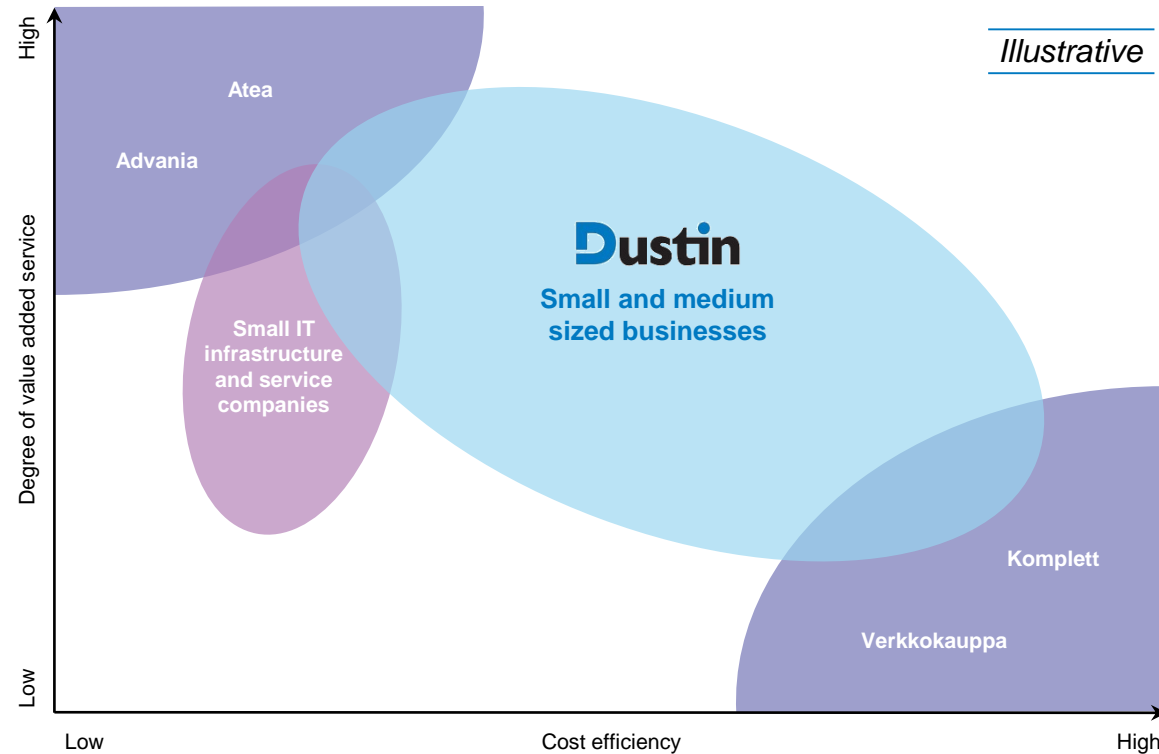 High
Illustrative
Atea
Advania
Dustin
Small and medium
sized businesses
Small IT
infrastructure
and service
companies
Degree of value added service
Komplett
Verkkokauppa
Low
Low
Cost efficiency
High